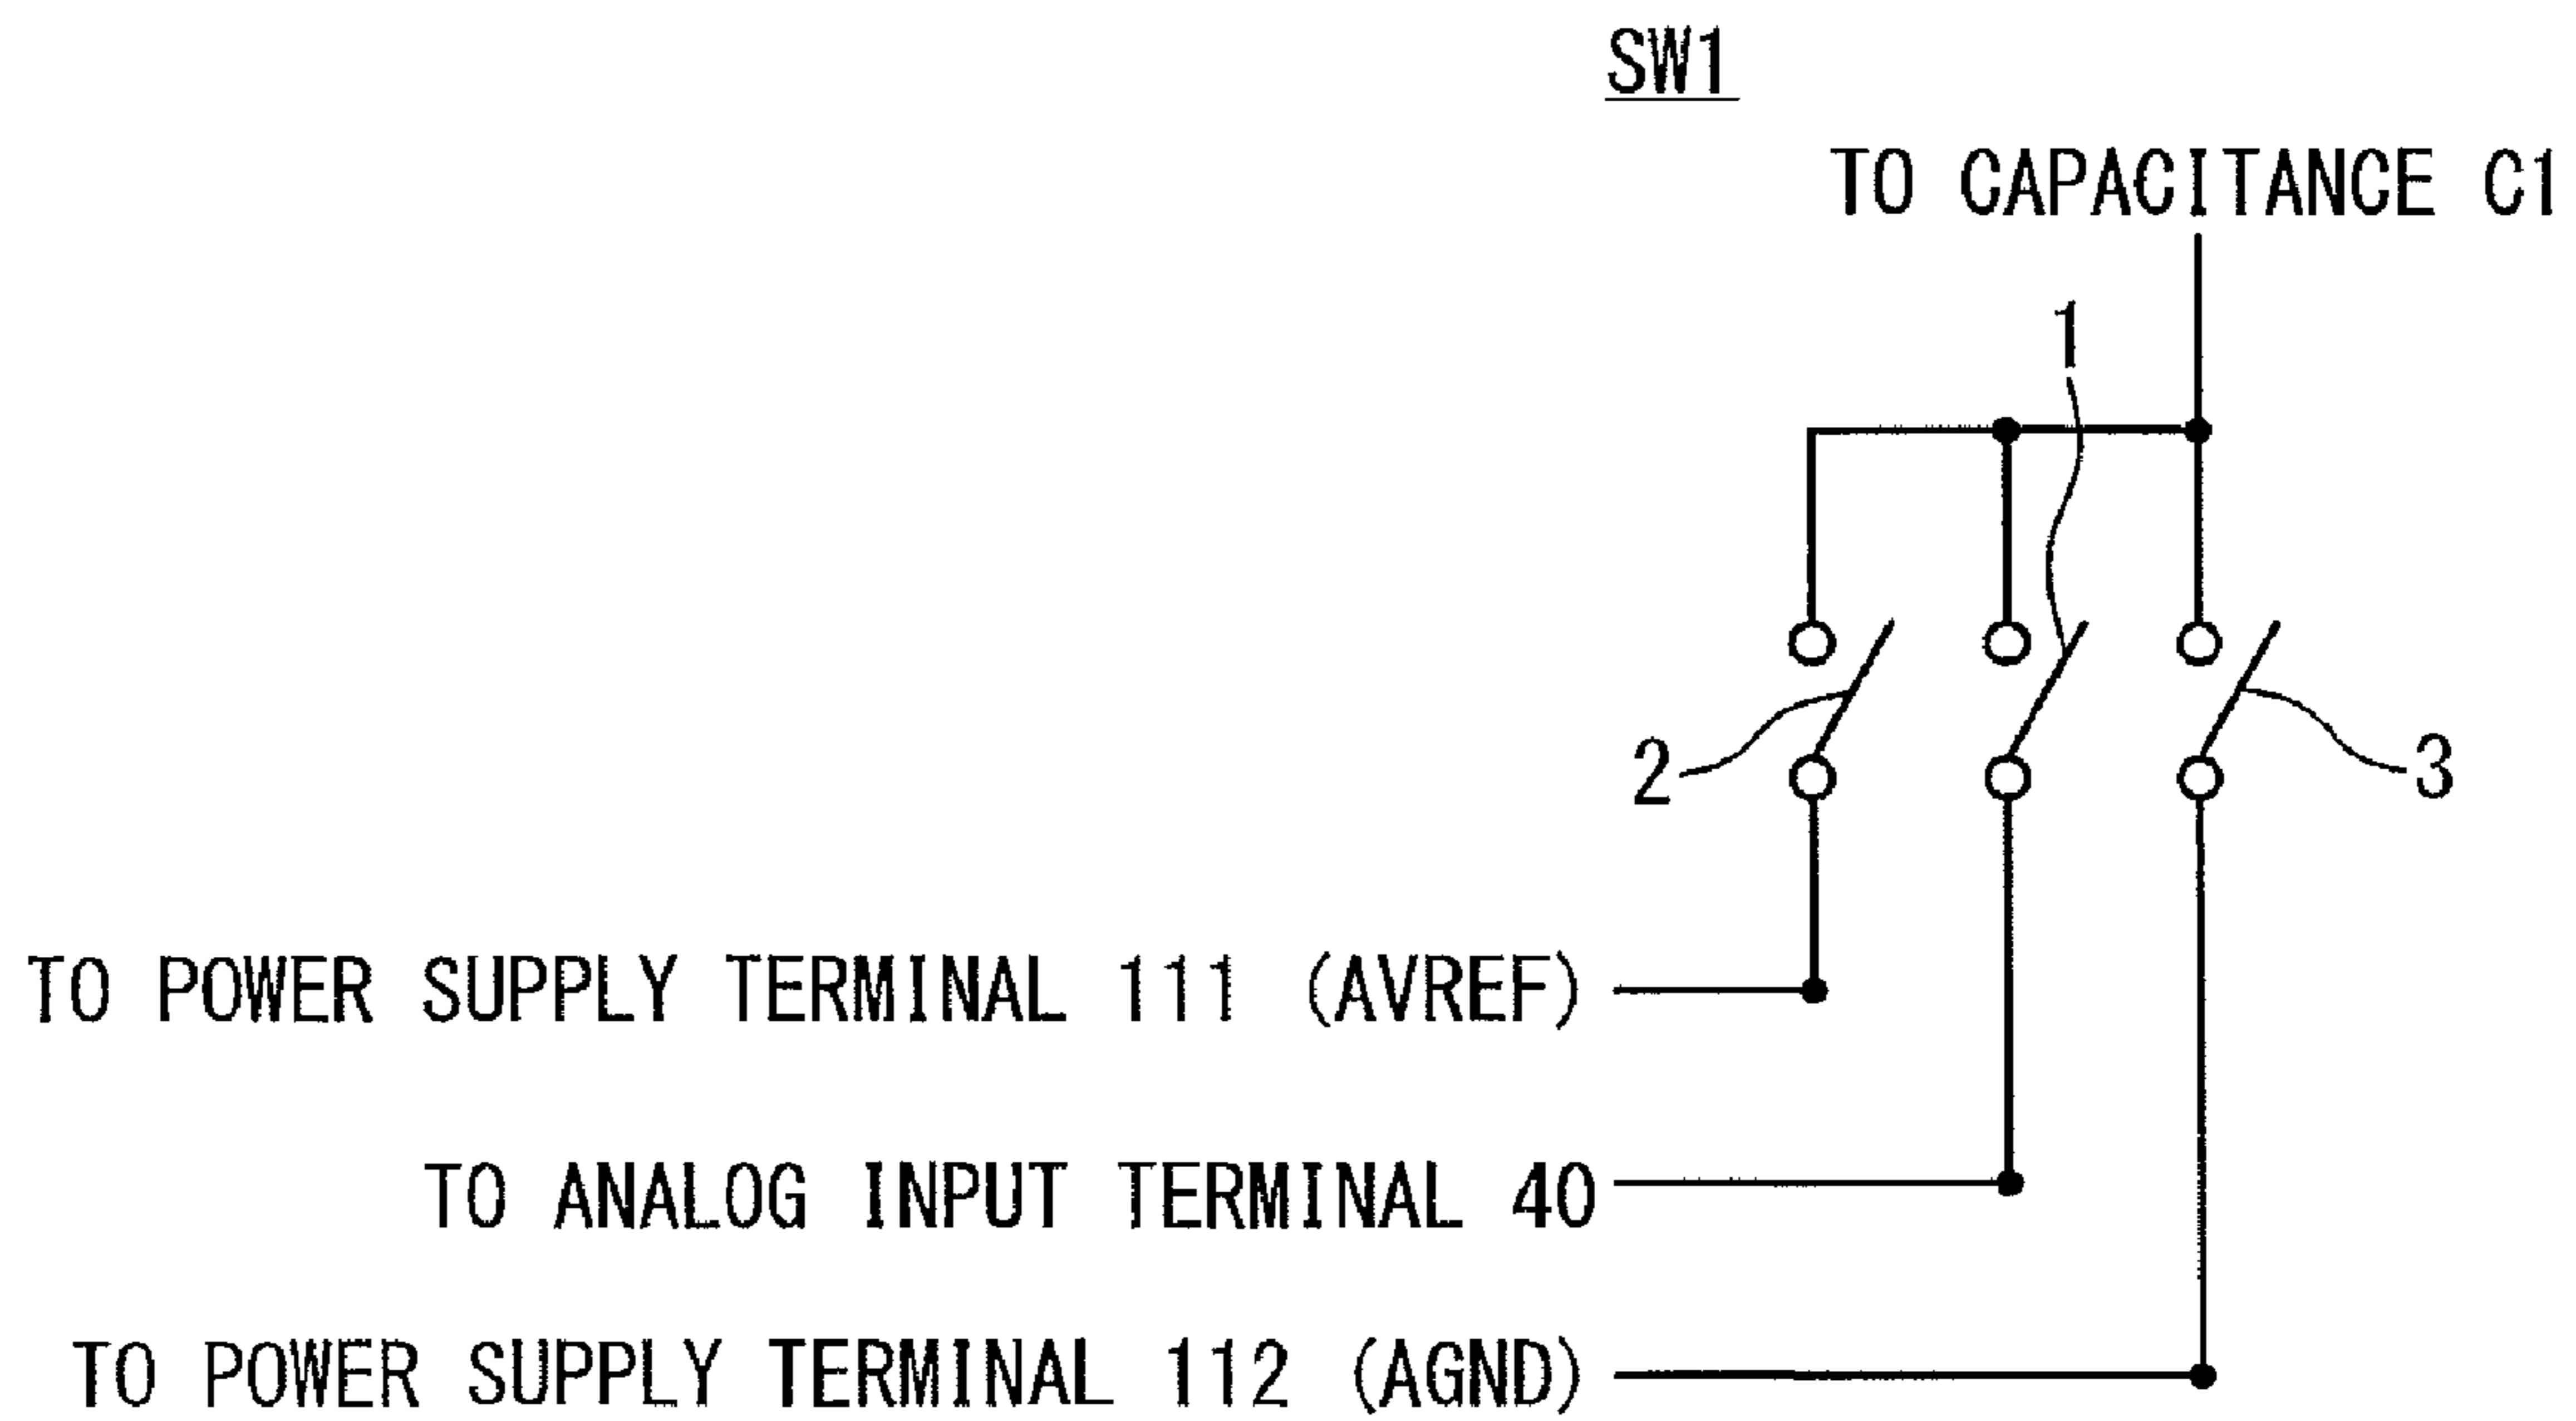 SW1
TO CAPACITANCE C1
1
2
3
TO POWER SUPPLY TERMINAL 111 (AVREF)
TO ANALOG INPUT TERMINAL 40
TO POWER SUPPLY TERMINAL 112 (AGND)